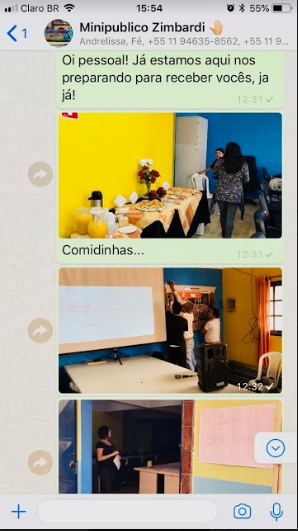 Claro BR 15:54 55%
1 Minipublico Zimbardi
Andrelissa, Fé, +55 11 94635-8562, +55 11 9...
Oi pessoal! Já estamos aqui nos
preparando para receber vocês, ja
já!
12:31
Comidinhas...
12:31
12:32